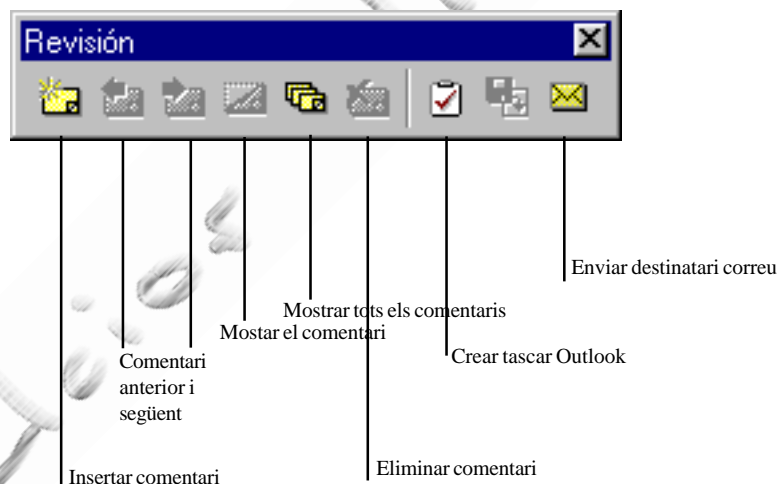 Revisión
Enviar destinatari correu
Mostrar tots els comentaris
Mostar el comentari
Comentari
anterior i
següent
Crear tascar Outlook
Eliminar comentari
Insertar comentari